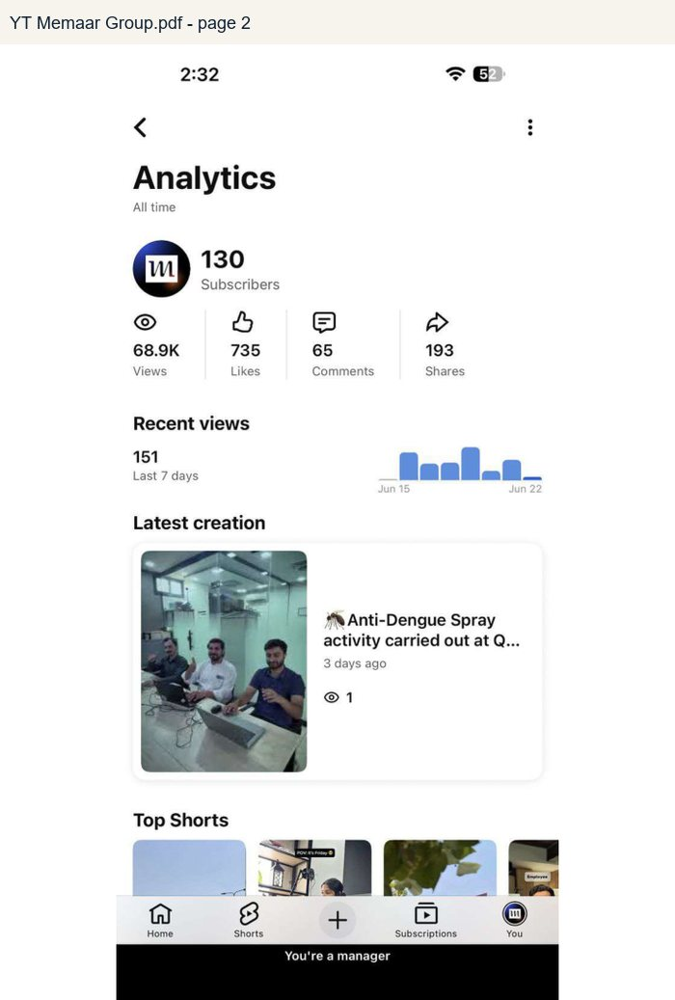 YT Memaar Group.pdf - page 2
2:32
52
Analytics
All time
m
130
Subscribers
68.9K
Views
735
Likes
65
Comments
193
Shares
Recent views
151
Last 7 days
Jun 15
Jun 22
Latest creation
🦟Anti-Dengue Spray
activity carried out at Q...
3 days ago
1
Top Shorts
POV: It's Friday
Employee
Home
Shorts
Subscriptions
m
You
You're a manager